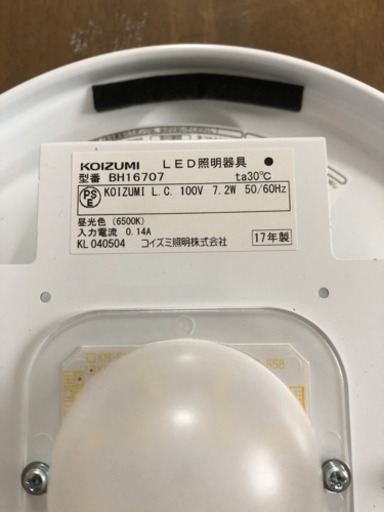 KOIZUMI LED照明器具 ●
型番 BH16707 ta30℃
PSE KOIZUMI L.C. 100V 7.2W 50/60Hz
昼光色 (6500K)
入力電流 0.14A
KL 040504 コイズミ照明株式会社 17年製